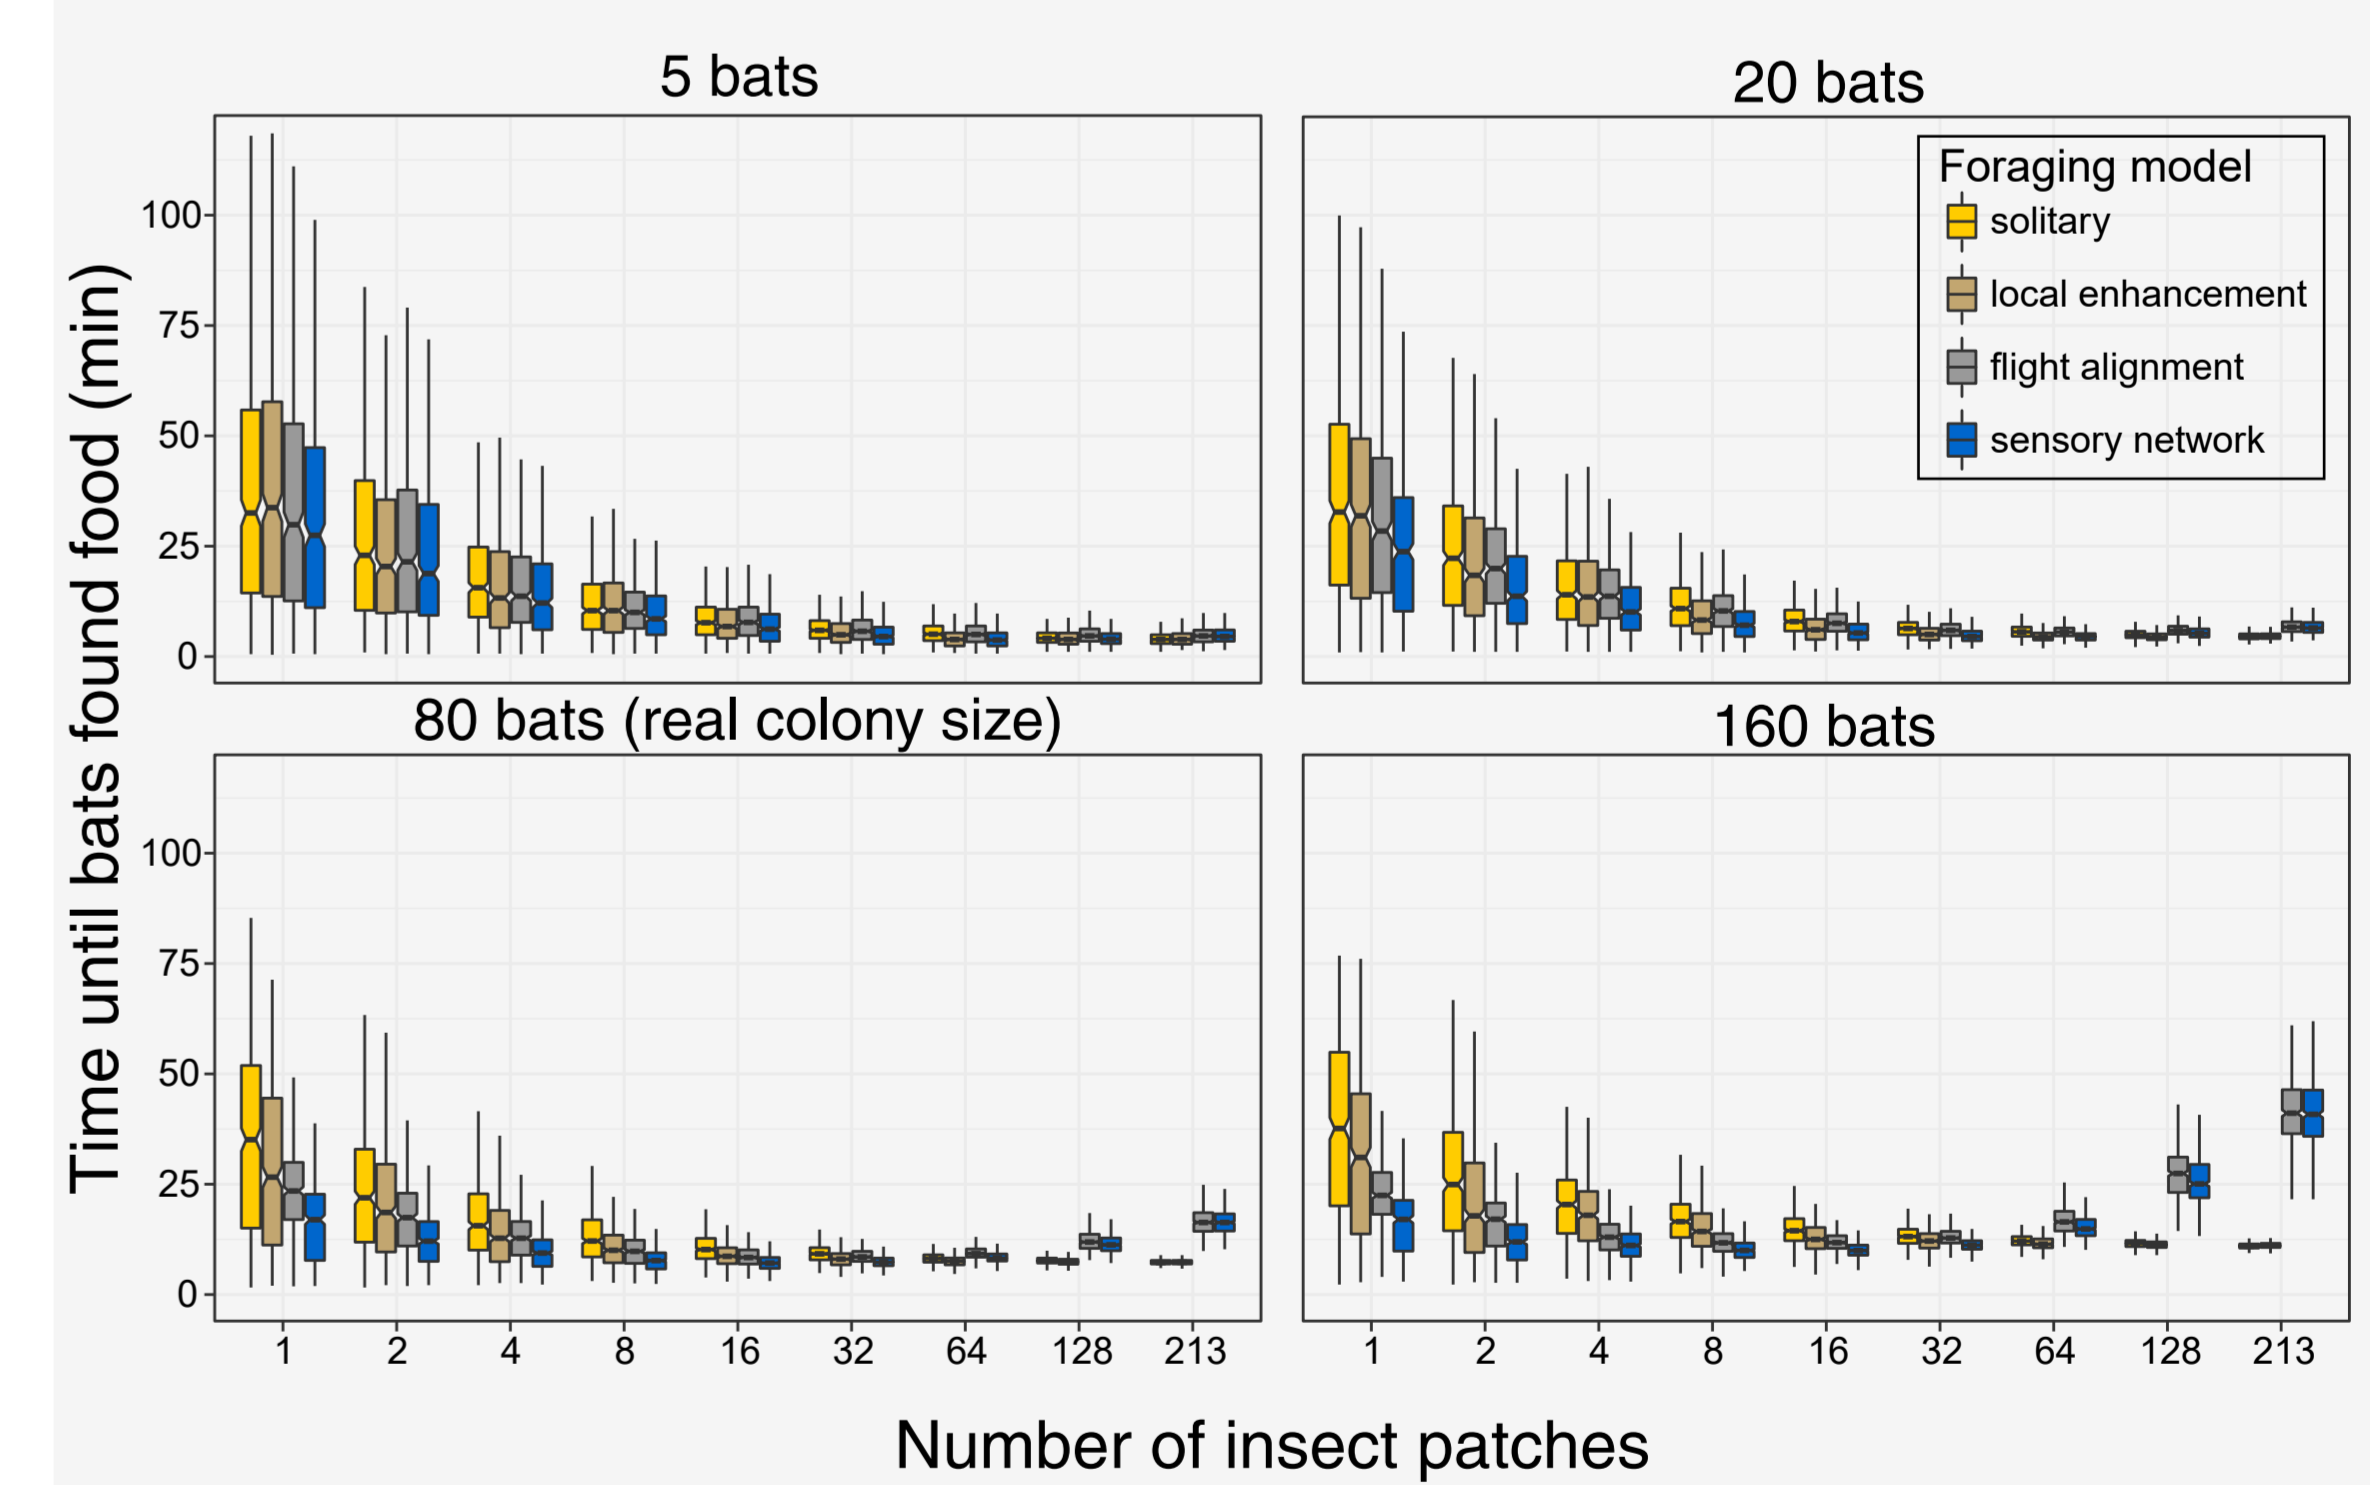 5 bats
20 bats
Foraging model
solitary
local enhancement
flight alignment
sensory network
100
75
50
25
0
Time until bats found food (min)
80 bats (real colony size)
160 bats
100
75
50
25
0
1 2 4 8 16 32 64 128 213
1 2 4 8 16 32 64 128 213
Number of insect patches